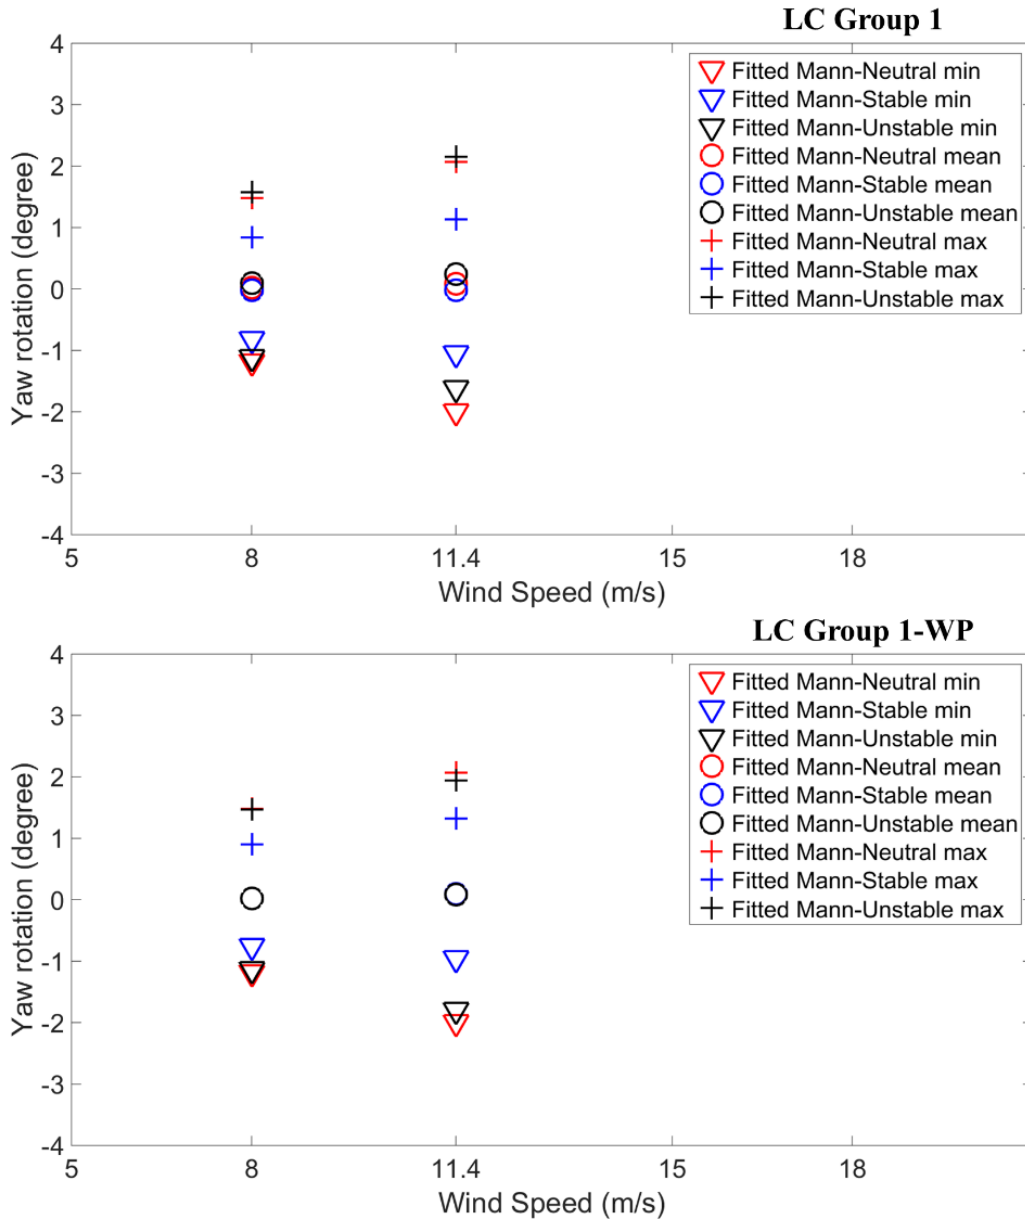 LC Group 1
4
3
2
1
0
-1
-2
-3
-4
Yaw rotation (degree)
Fitted Mann-Neutral min
Fitted Mann-Stable min
Fitted Mann-Unstable min
Fitted Mann-Neutral mean
Fitted Mann-Stable mean
Fitted Mann-Unstable mean
Fitted Mann-Neutral max
Fitted Mann-Stable max
Fitted Mann-Unstable max
5 8 11.4 15 18
Wind Speed (m/s)
LC Group 1-WP
4
3
2
1
0
-1
-2
-3
-4
Yaw rotation (degree)
Fitted Mann-Neutral min
Fitted Mann-Stable min
Fitted Mann-Unstable min
Fitted Mann-Neutral mean
Fitted Mann-Stable mean
Fitted Mann-Unstable mean
Fitted Mann-Neutral max
Fitted Mann-Stable max
Fitted Mann-Unstable max
5 8 11.4 15 18
Wind Speed (m/s)